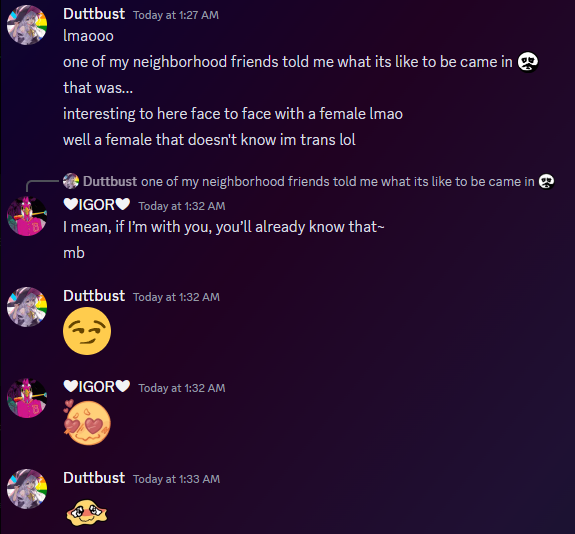 Duttbust Today at 1:27 AM
lmaooo
one of my neighborhood friends told me what its like to be came in
that was...
interesting to here face to face with a female lmao
well a female that doesn't know im trans lol
Duttbust one of my neighborhood friends told me what its like to be came in
🤍IGOR🤍 Today at 1:32 AM
I mean, if I'm with you, you'll already know that~
mb
Duttbust Today at 1:32 AM
🤍IGOR🤍 Today at 1:32 AM
Duttbust Today at 1:33 AM